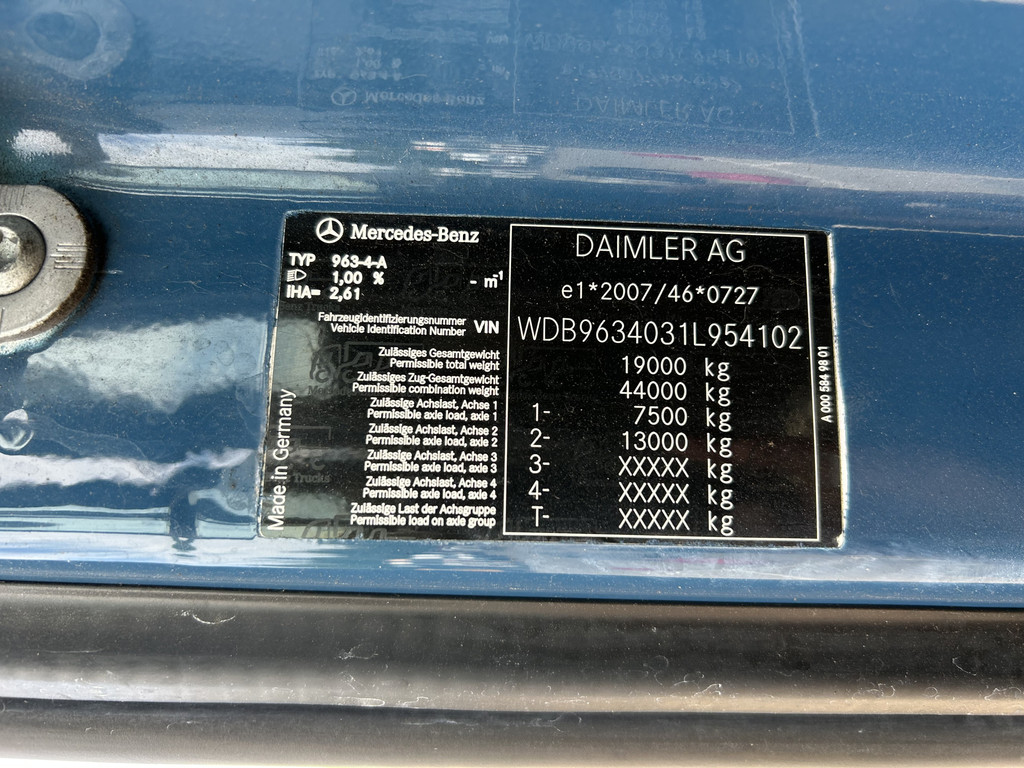 Mercedes-Benz
TYP 963-4-A
1,00 % - m⁻¹
IHA= 2,61
DAIMLER AG
e1*2007/46*0727
Fahrzeugidentifizierungsnummer
Vehicle Identification Number VIN WDB9634031L954102
Zulässiges Gesamtgewicht
Permissible total weight 19000 kg
Zulässiges Zug-Gesamtgewicht
Permissible combination weight 44000 kg
Zulässige Achslast, Achse 1
Permissible axle load, axle 1 1- 7500 kg
Zulässige Achslast, Achse 2
Permissible axle load, axle 2 2- 13000 kg
Zulässige Achslast, Achse 3
Permissible axle load, axle 3 3- XXXXX kg
Zulässige Achslast, Achse 4
Permissible axle load, axle 4 4- XXXXX kg
Zulässige Last der Achsgruppe
Permissible load on axle group T- XXXXX kg
Made in Germany
A 000 584 98 01